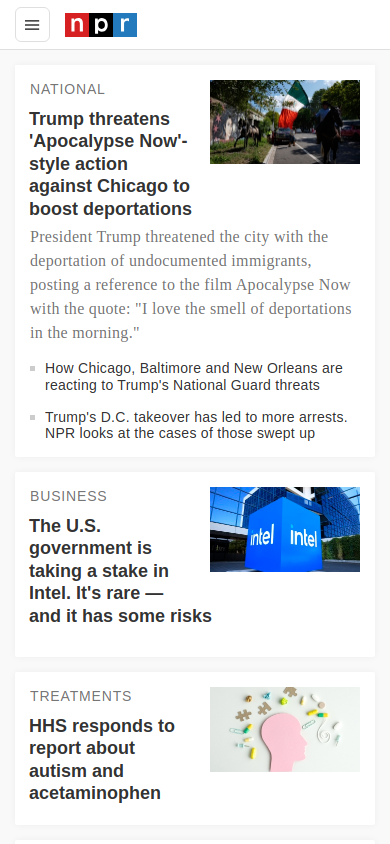 npr
NATIONAL
Trump threatens
'Apocalypse Now'-
style action
against Chicago to
boost deportations
President Trump threatened the city with the
deportation of undocumented immigrants,
posting a reference to the film Apocalypse Now
with the quote: "I love the smell of deportations
in the morning."
How Chicago, Baltimore and New Orleans are
reacting to Trump's National Guard threats
Trump's D.C. takeover has led to more arrests.
NPR looks at the cases of those swept up
BUSINESS
The U.S.
government is
taking a stake in
Intel. It's rare —
and it has some risks
intel intel
TREATMENTS
HHS responds to
report about
autism and
acetaminophen